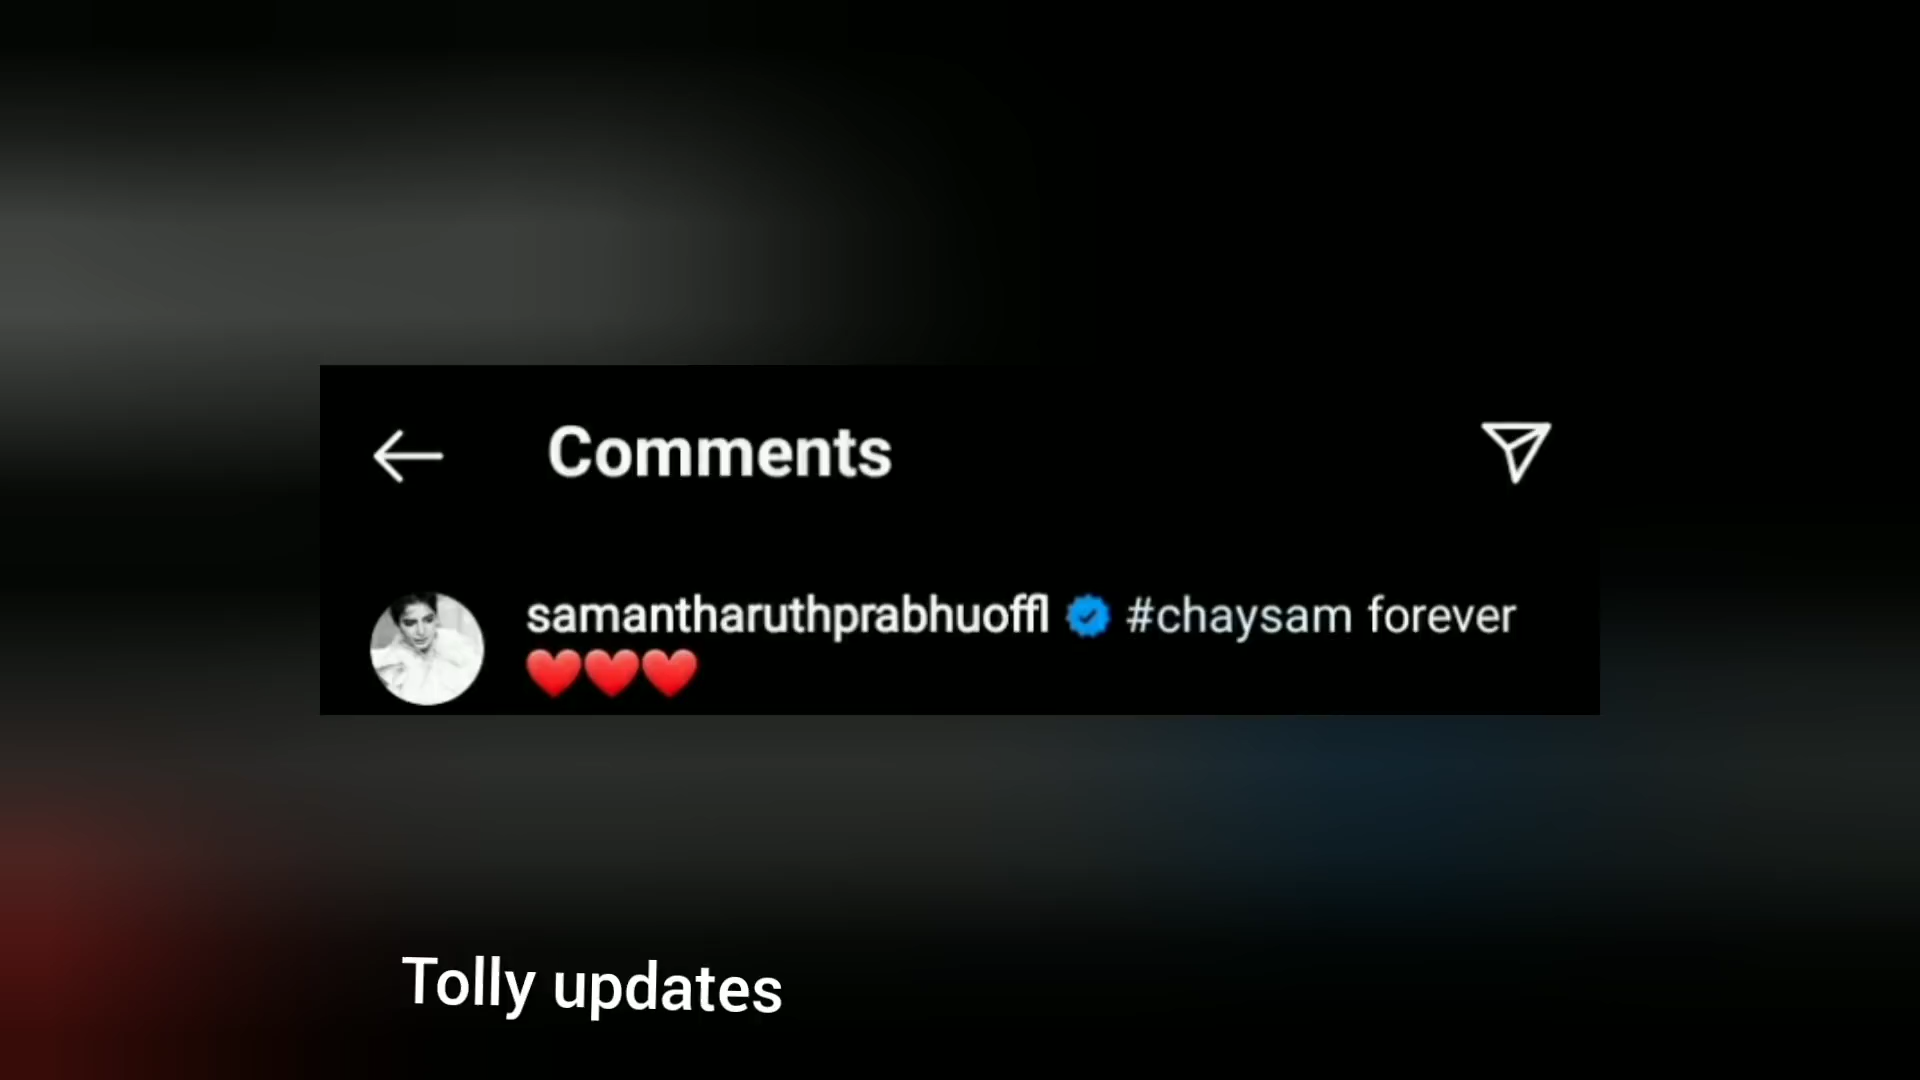 Comments
samantharuthprabhuoffl #chaysam forever
❤️❤️❤️
Tolly updates